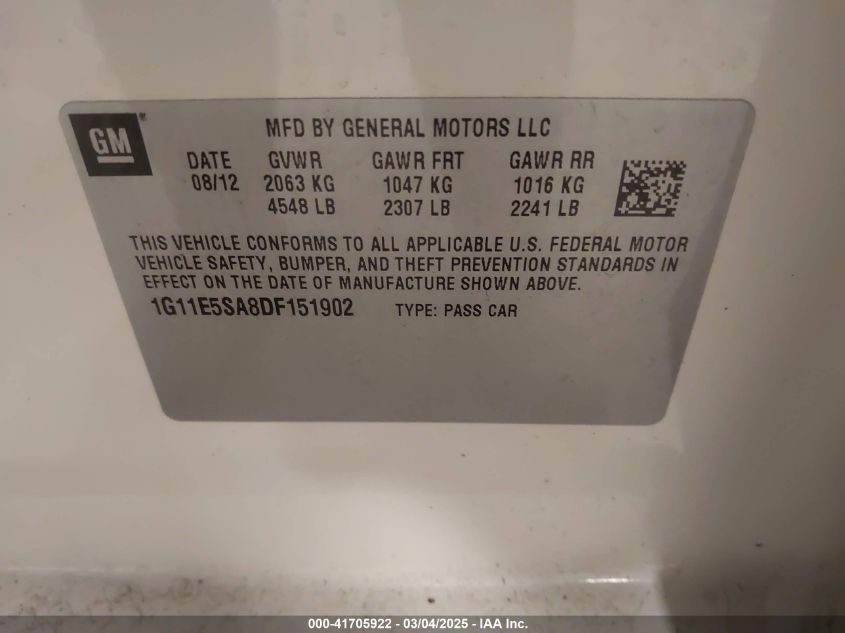 GM
MFD BY GENERAL MOTORS LLC
DATE GVWR GAWR FRT GAWR RR
08/12 2063 KG 1047 KG 1016 KG
4548 LB 2307 LB 2241 LB
THIS VEHICLE CONFORMS TO ALL APPLICABLE U.S. FEDERAL MOTOR
VEHICLE SAFETY, BUMPER, AND THEFT PREVENTION STANDARDS IN
EFFECT ON THE DATE OF MANUFACTURE SHOWN ABOVE.
1G11E5SA8DF151902 TYPE: PASS CAR
000-41705922 - 03/04/2025 - IAA Inc.